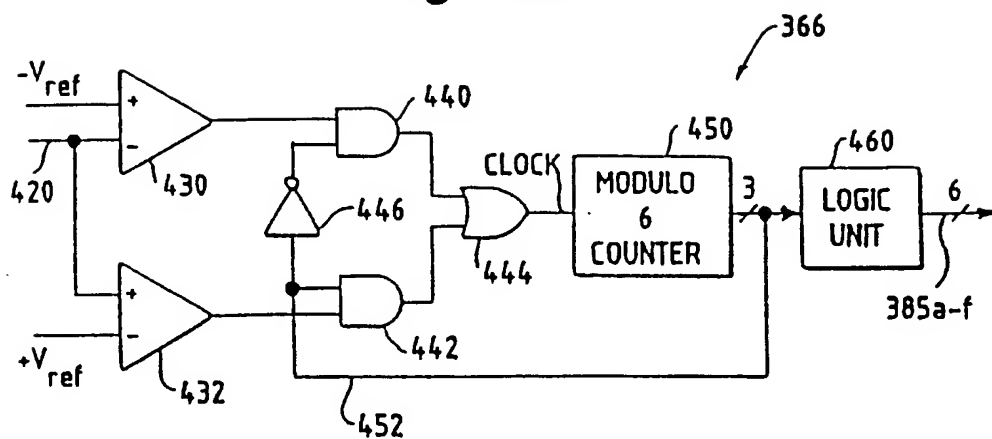 366
-Vref
+
-
420
430
440
446
CLOCK
444
450
MODULO
6
COUNTER
3
460
LOGIC
UNIT
6
385a-f
+
-
+Vref
432
442
452